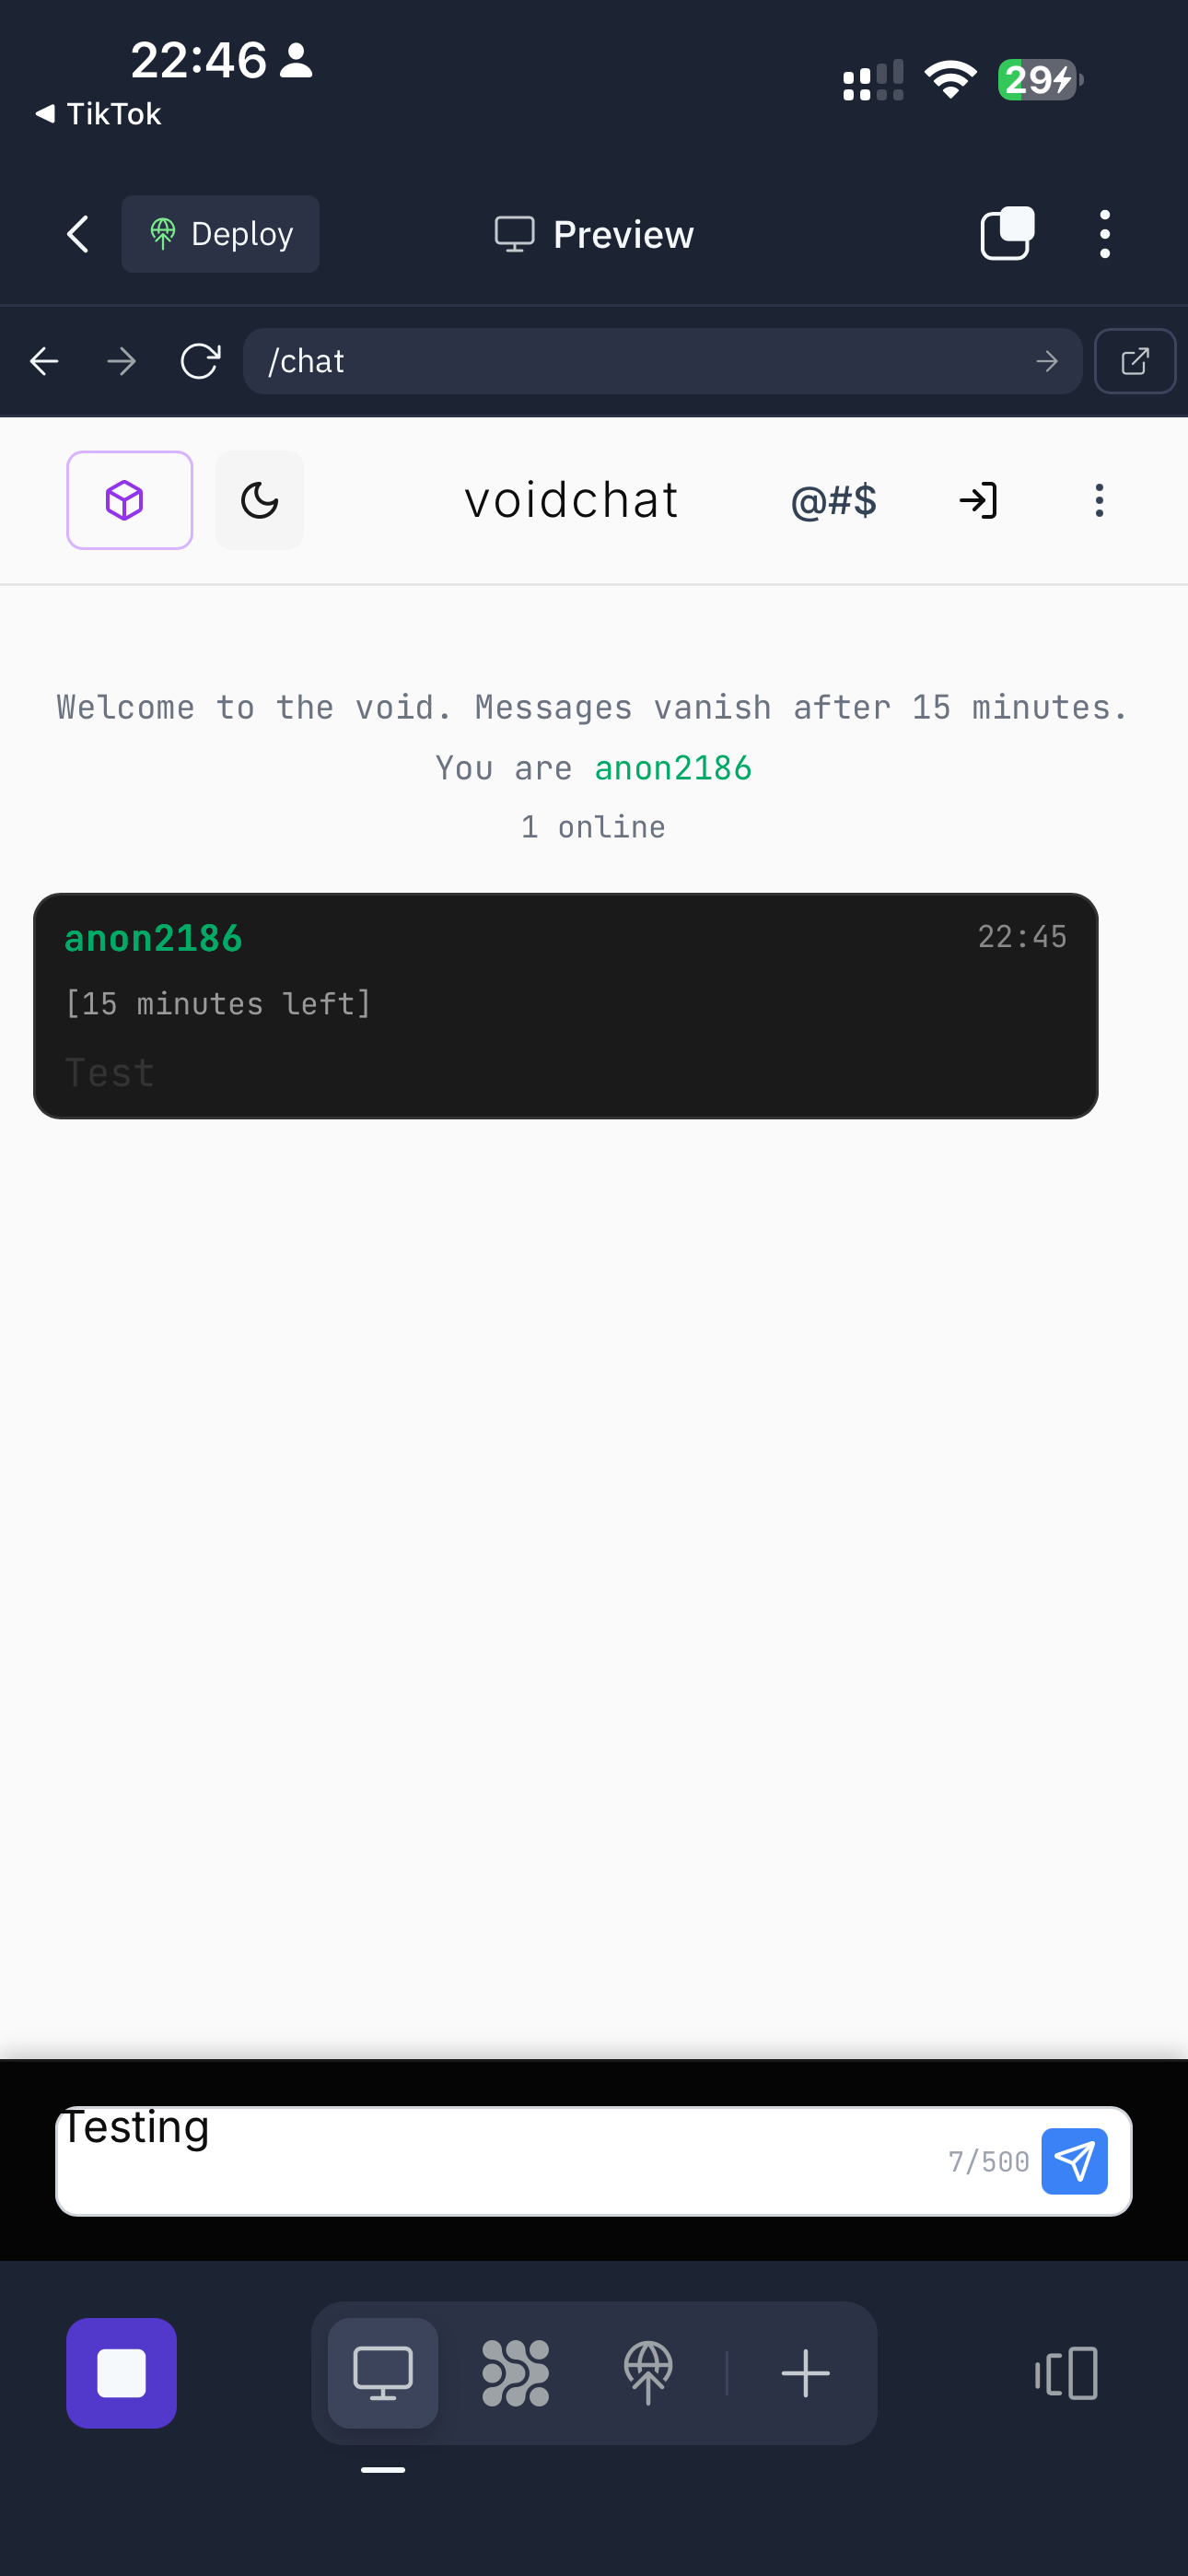 22:46
29
TikTok
Deploy
Preview
/chat
voidchat
@#$
Welcome to the void. Messages vanish after 15 minutes.
You are anon2186
1 online
anon2186
22:45
[15 minutes left]
Test
Testing
7/500